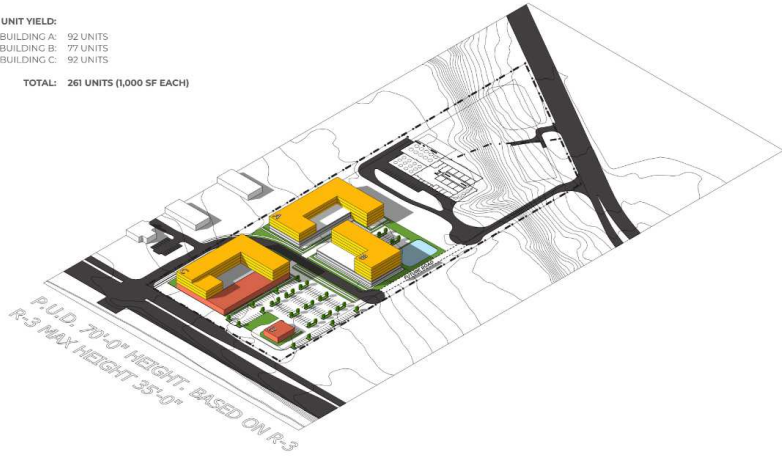 UNIT YIELD:
BUILDING A: 92 UNITS
BUILDING B: 77 UNITS
BUILDING C: 92 UNITS
TOTAL: 261 UNITS (1,000 SF EACH)
B
C
P.U.D. 70'-0" HEIGHT. BASED ON R-3
R-3 MAX HEIGHT 35'-0"